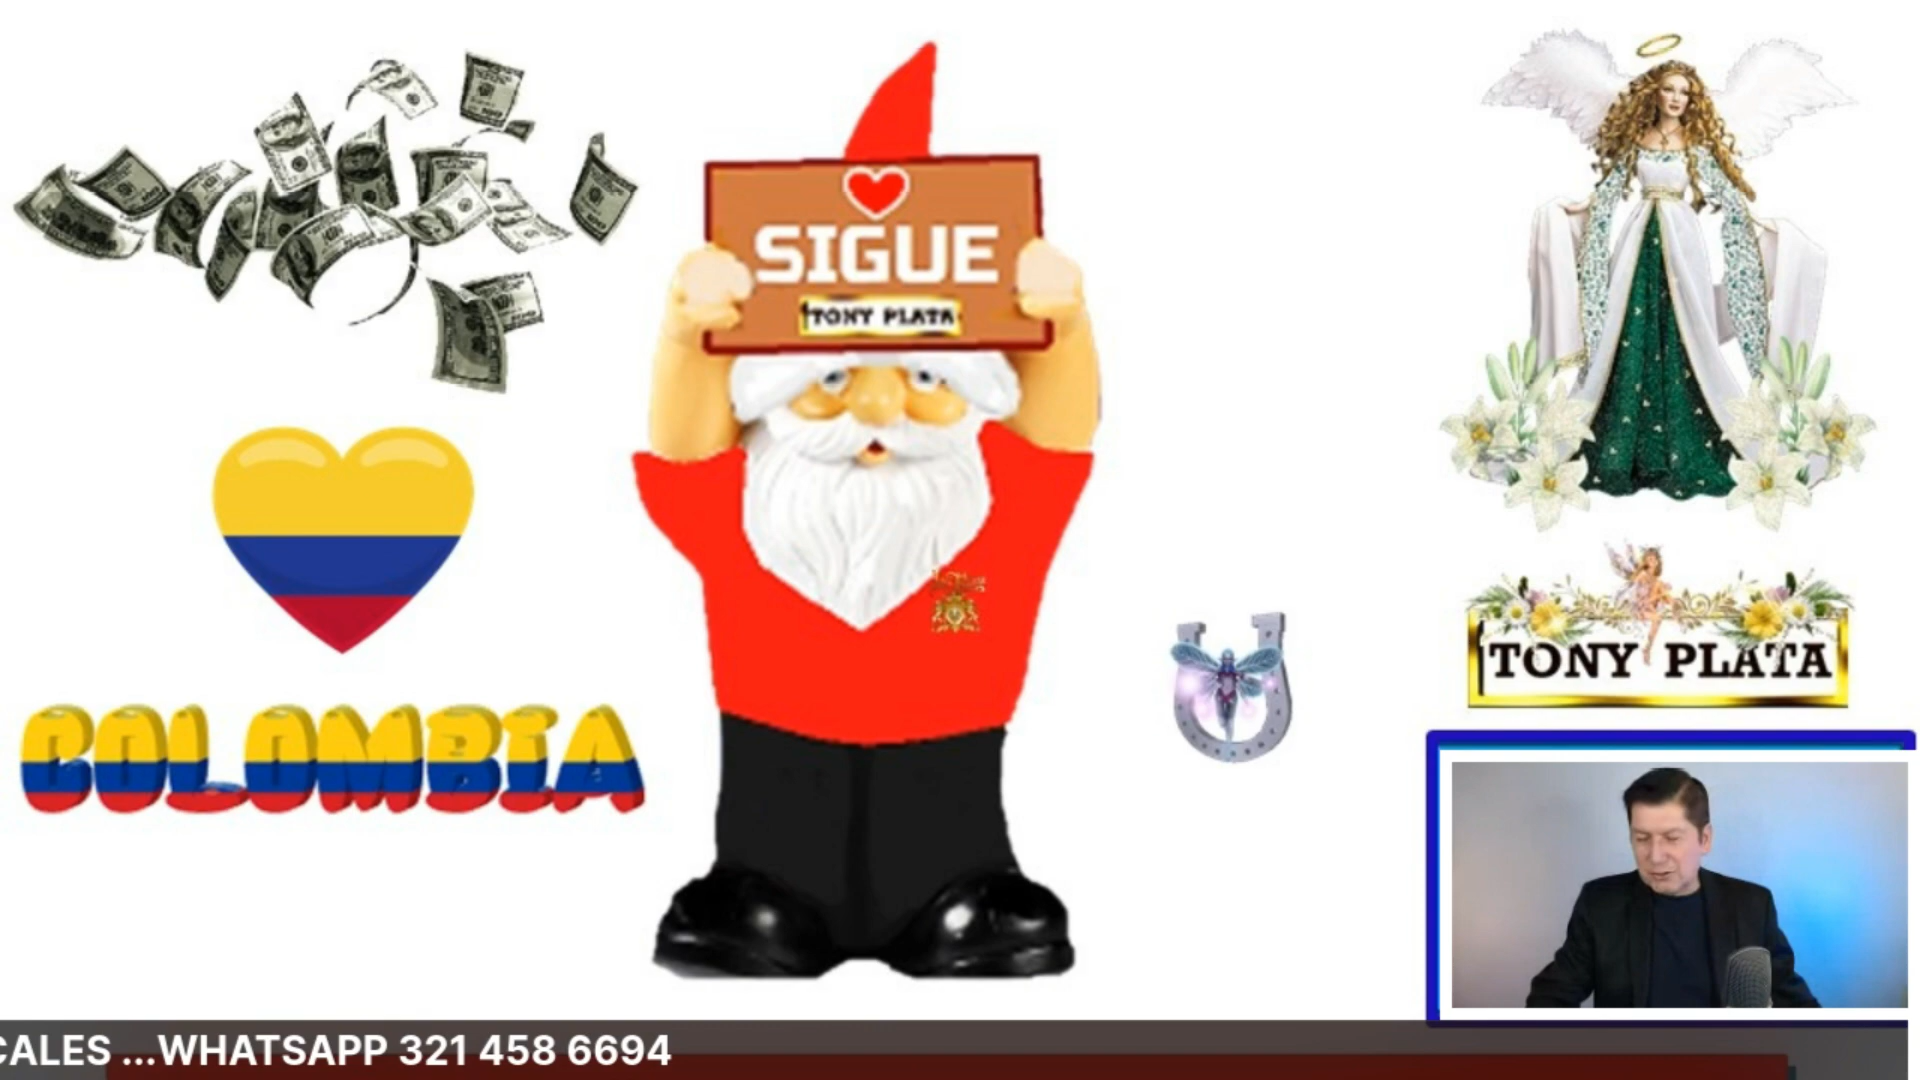 SIGUE
TONY PLATA
COLOMBIA
TONY PLATA
CALES ...WHATSAPP 321 458 6694